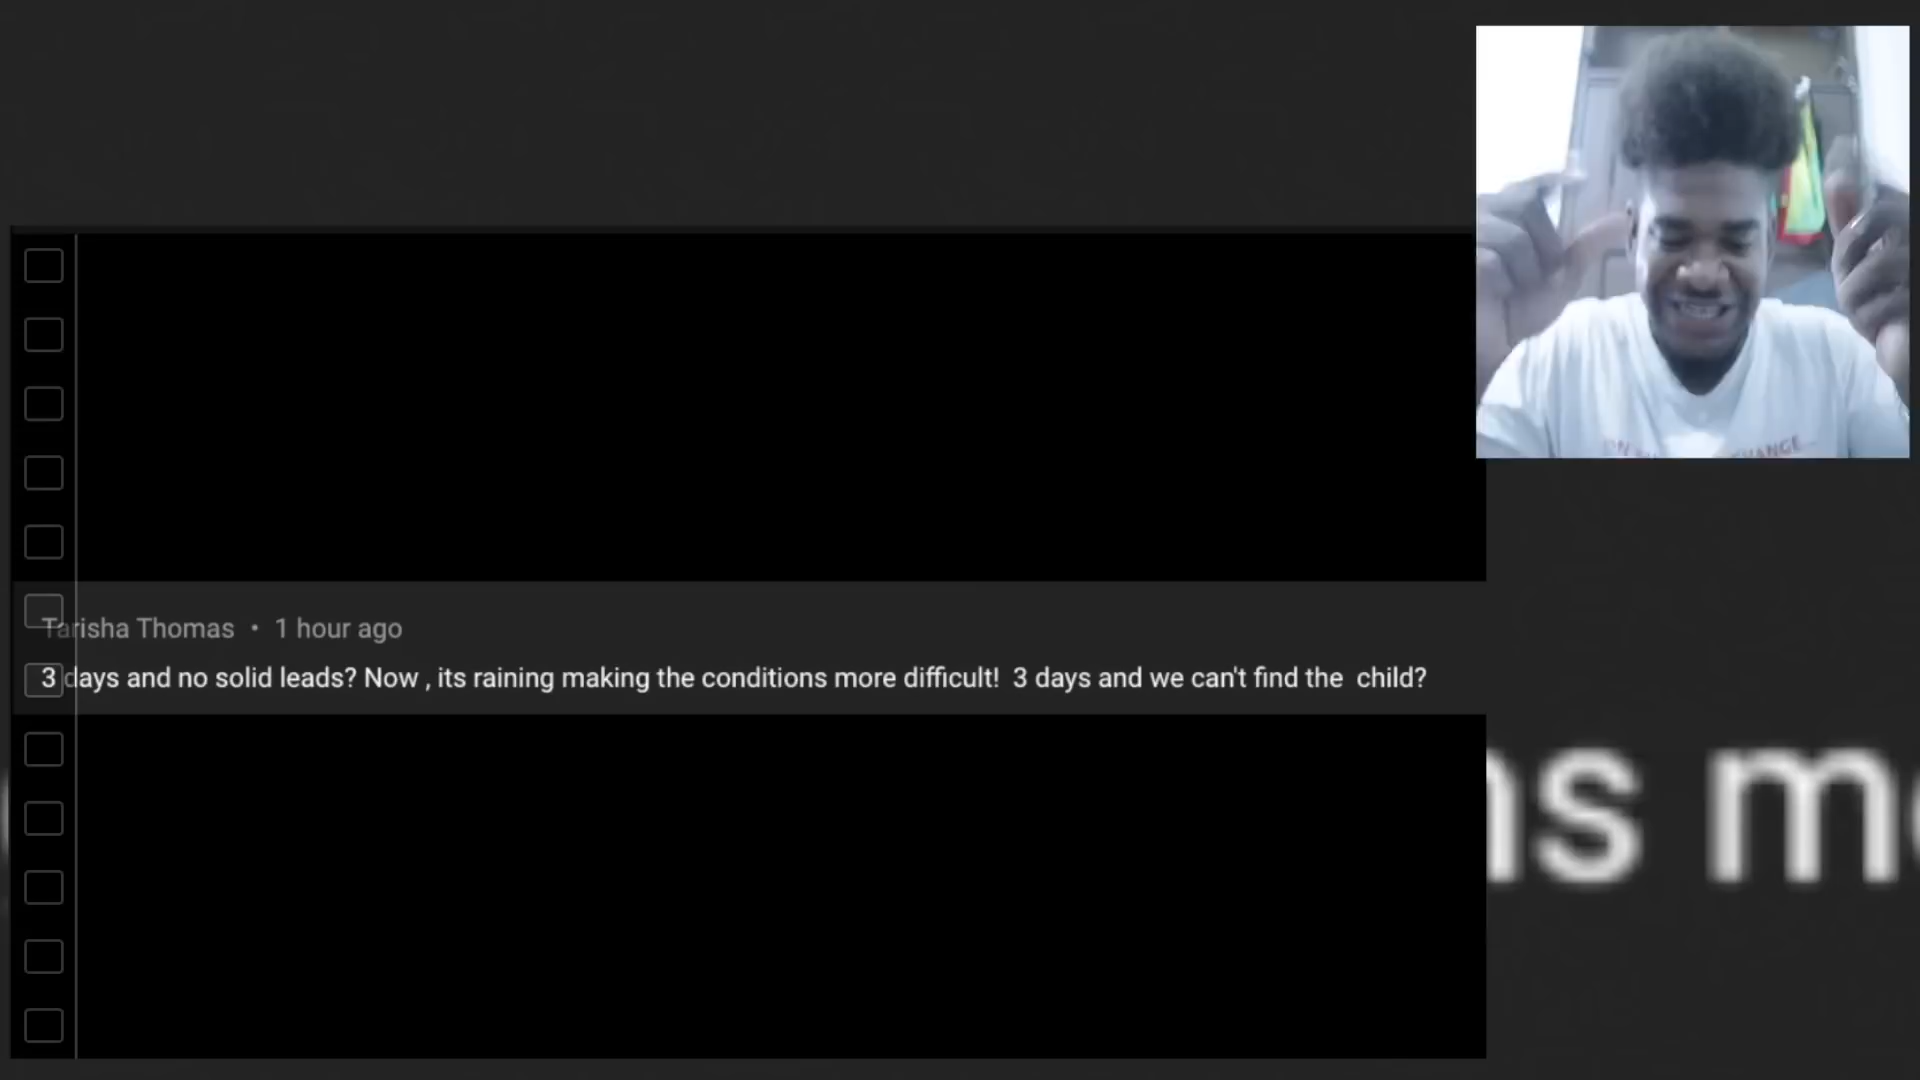 Tarisha Thomas • 1 hour ago
3 days and no solid leads? Now , its raining making the conditions more difficult!  3 days and we can't find the  child?